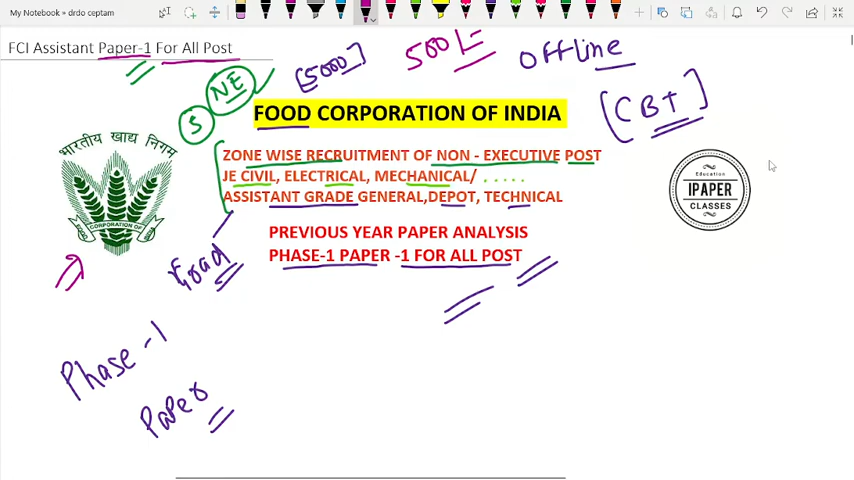 My Notebook » drdo ceptam
FCI Assistant Paper-1 For All Post
NE
S
[5000]
500
Offline
[CBT]
FOOD CORPORATION OF INDIA
भारतीय खाद्य निगम
FOOD CORPORATION OF INDIA
ZONE WISE RECRUITMENT OF NON - EXECUTIVE POST
JE CIVIL, ELECTRICAL, MECHANICAL/ . . . . .
ASSISTANT GRADE GENERAL,DEPOT, TECHNICAL
Education
IPAPER
CLASSES
PREVIOUS YEAR PAPER ANALYSIS
PHASE-1 PAPER -1 FOR ALL POST
Grad
Phase -1
Paper